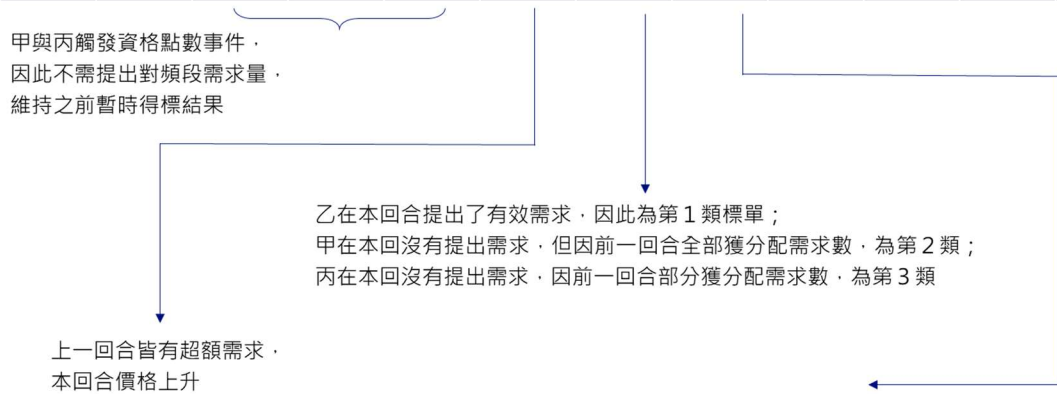 甲與丙觸發資格點數事件，
因此不需提出對頻段需求量，
維持之前暫時得標結果
乙在本回合提出了有效需求，因此為第1類標單；
甲在本回沒有提出需求，但因前一回合全部獲分配需求數，為第2類；
丙在本回沒有提出需求，因前一回合部分獲分配需求數，為第3類
上一回合皆有超額需求，
本回合價格上升